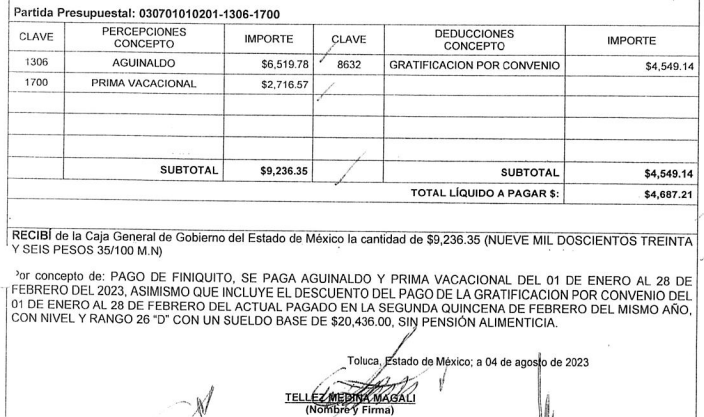 Partida Presupuestal: 030701010201-1306-1700
CLAVE PERCEPCIONES CONCEPTO IMPORTE CLAVE DEDUCCIONES CONCEPTO IMPORTE
1306 AGUINALDO $6,519.78 8632 GRATIFICACION POR CONVENIO $4,549.14
1700 PRIMA VACACIONAL $2,716.57
SUBTOTAL $9,236.35 SUBTOTAL $4,549.14
TOTAL LÍQUIDO A PAGAR $: $4,687.21
RECIBÍ de la Caja General de Gobierno del Estado de México la cantidad de $9,236.35 (NUEVE MIL DOSCIENTOS TREINTA
Y SEIS PESOS 35/100 M.N)
Por concepto de: PAGO DE FINIQUITO, SE PAGA AGUINALDO Y PRIMA VACACIONAL DEL 01 DE ENERO AL 28 DE
FEBRERO DEL 2023, ASIMISMO QUE INCLUYE EL DESCUENTO DEL PAGO DE LA GRATIFICACION POR CONVENIO DEL
01 DE ENERO AL 28 DE FEBRERO DEL ACTUAL PAGADO EN LA SEGUNDA QUINCENA DE FEBRERO DEL MISMO AÑO,
CON NIVEL Y RANGO 26 "D" CON UN SUELDO BASE DE $20,436.00, SIN PENSIÓN ALIMENTICIA.
Toluca, Estado de México; a 04 de agosto de 2023
TELLEZ MEDINA MAGALI
(Nombre y Firma)